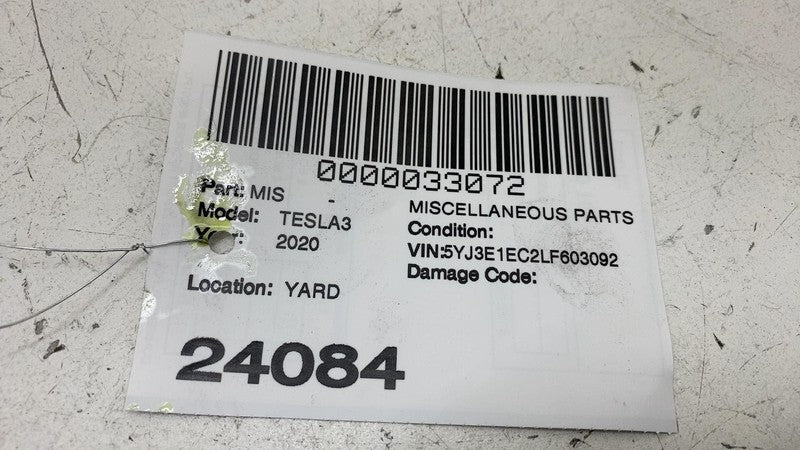 0000033072
Part: MIS -
MISCELLANEOUS PARTS
Model: TESLA3
Condition:
2020
VIN:5YJ3E1EC2LF603092
Damage Code:
Location: YARD
24084